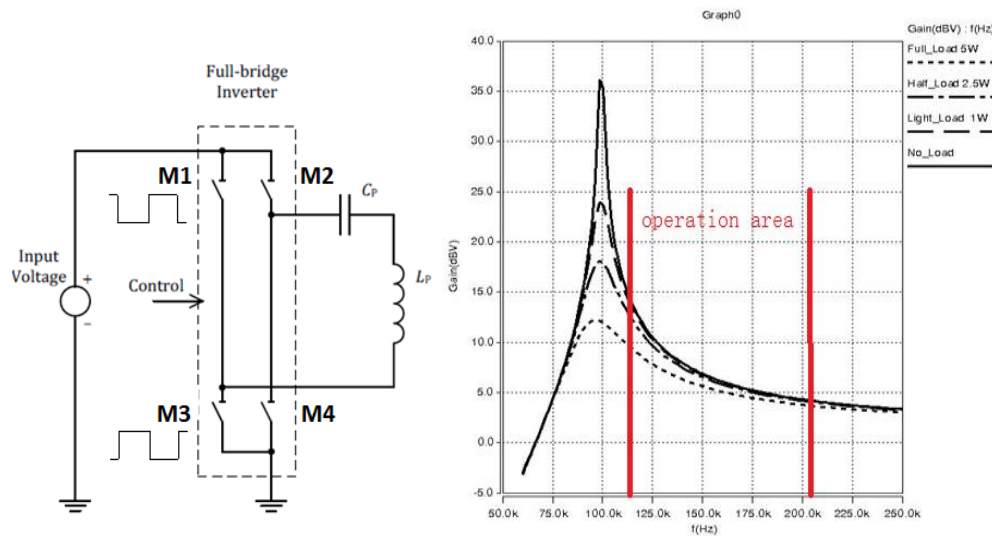 Full-bridge
Inverter
M1
M2
Cₚ
Input
Voltage
+
−
Control
Lₚ
M3
M4
Graph0
Gain(dBV) : f(Hz)
Full_Load 5W
Half_Load 2.5W
Light_Load 1W
No_Load
operation area
Gain(dBV)
40.0
35.0
30.0
25.0
20.0
15.0
10.0
5.0
0.0
-5.0
50.0k 75.0k 100.0k 125.0k 150.0k 175.0k 200.0k 225.0k 250.0k
f(Hz)